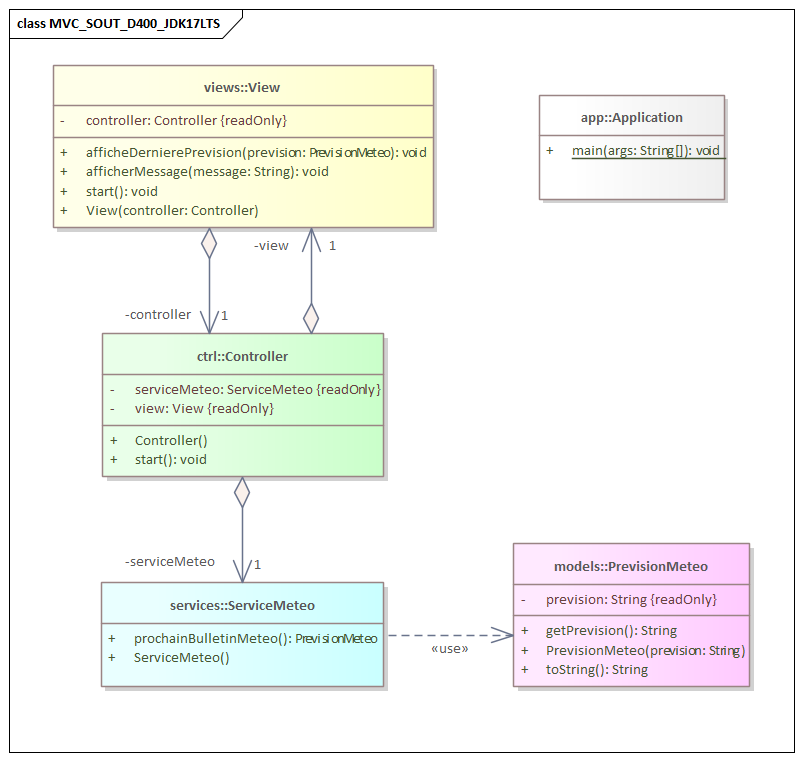 class MVC_SOUT_D400_JDK17LTS
views::View
- controller: Controller {readOnly}
+ afficheDernierePrevision(prevision: PrevisionMeteo): void
+ afficherMessage(message: String): void
+ start(): void
+ View(controller: Controller)
app::Application
+ main(args: String[]): void
-view 1
-controller 1
ctrl::Controller
- serviceMeteo: ServiceMeteo {readOnly}
- view: View {readOnly}
+ Controller()
+ start(): void
-serviceMeteo 1
services::ServiceMeteo
+ prochainBulletinMeteo(): PrevisionMeteo
+ ServiceMeteo()
«use»
models::PrevisionMeteo
- prevision: String {readOnly}
+ getPrevision(): String
+ PrevisionMeteo(prevision: String)
+ toString(): String